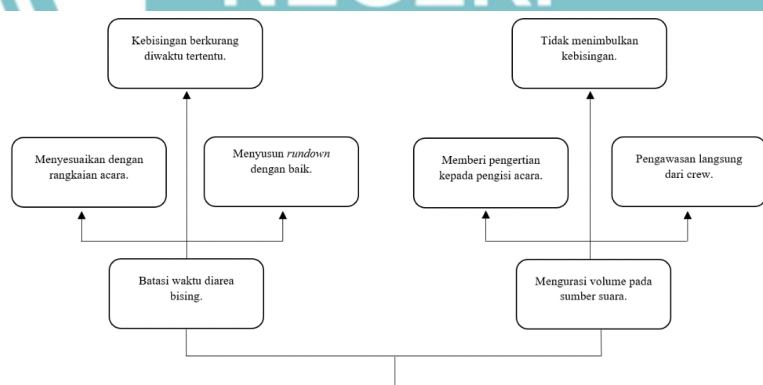 NEGERI
Kebisingan berkurang
diwaktu tertentu.
Tidak menimbulkan
kebisingan.
Menyesuaikan dengan
rangkaian acara.
Menyusun rundown
dengan baik.
Memberi pengertian
kepada pengisi acara.
Pengawasan langsung
dari crew.
Batasi waktu diarea
bising.
Mengurasi volume pada
sumber suara.